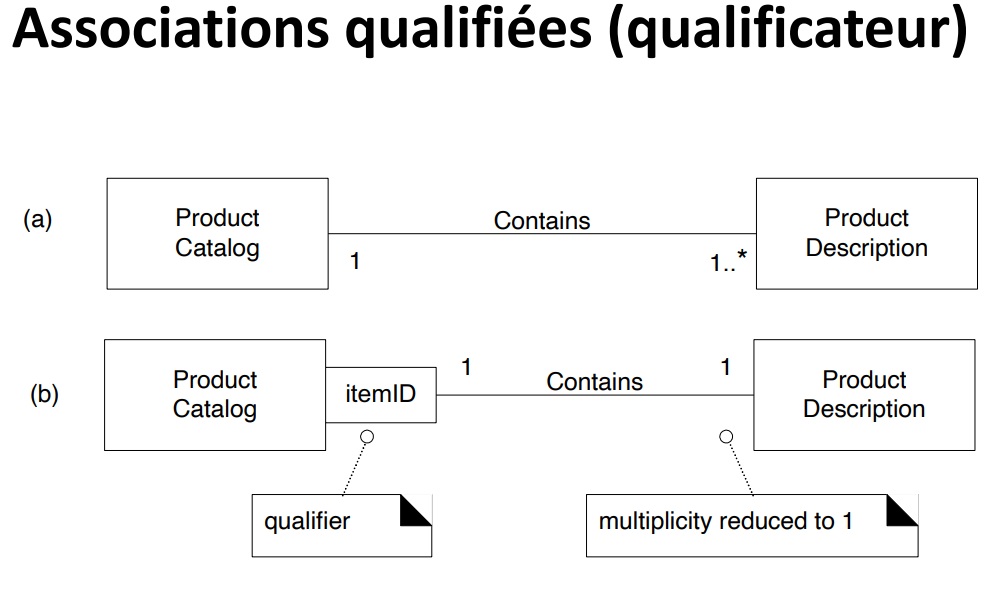 Associations qualifiées (qualificateur)
(a)
Product
Catalog
Contains
1
1..*
Product
Description
(b)
Product
Catalog
itemID
1
Contains
1
Product
Description
qualifier
multiplicity reduced to 1